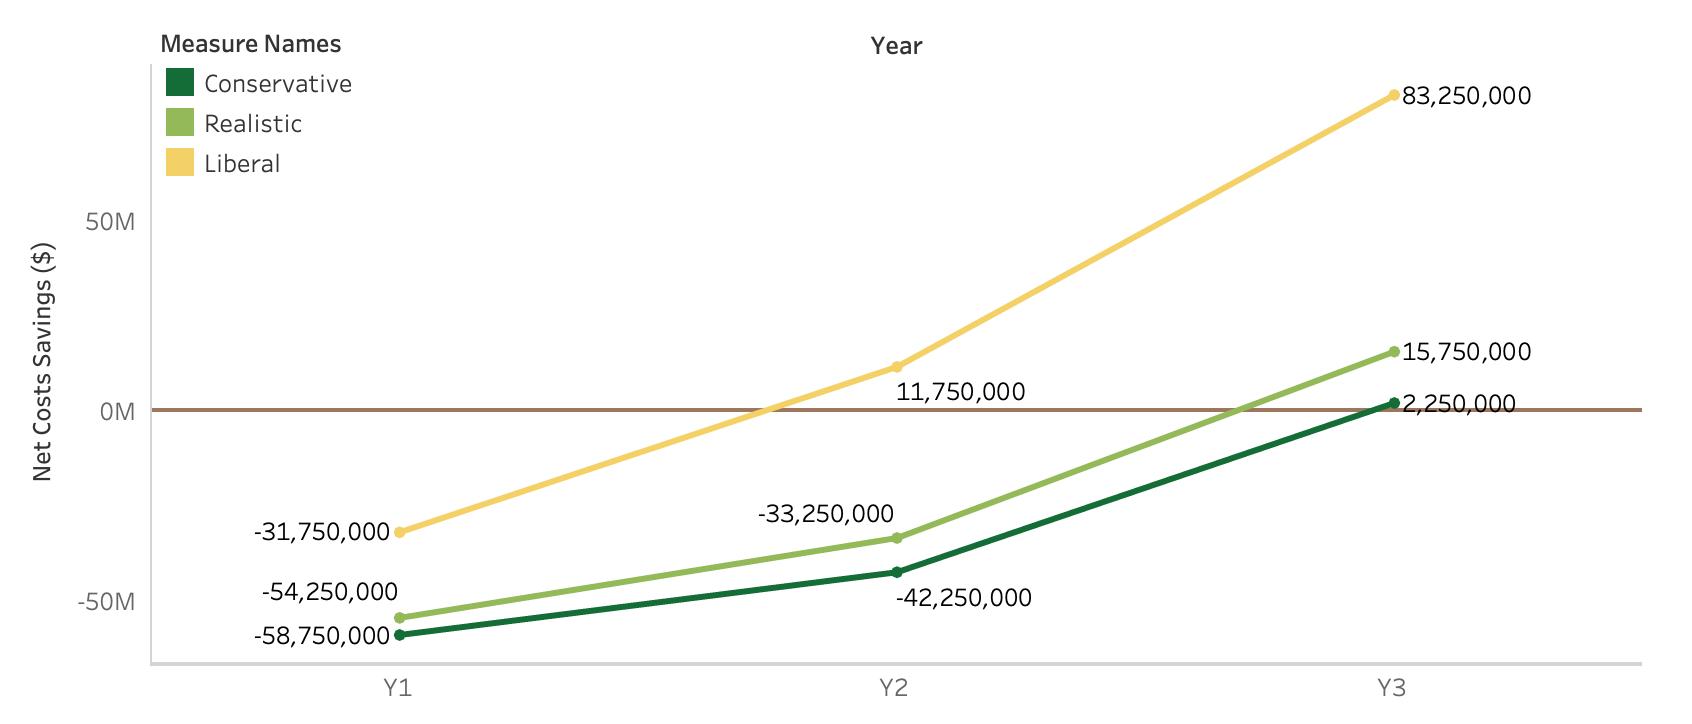 Measure Names
Year
Conservative
Realistic
Liberal
83,250,000
50M
Net Costs Savings ($)
15,750,000
11,750,000
2,250,000
0M
-33,250,000
-31,750,000
-54,250,000
-42,250,000
-50M
-58,750,000
Y1
Y2
Y3